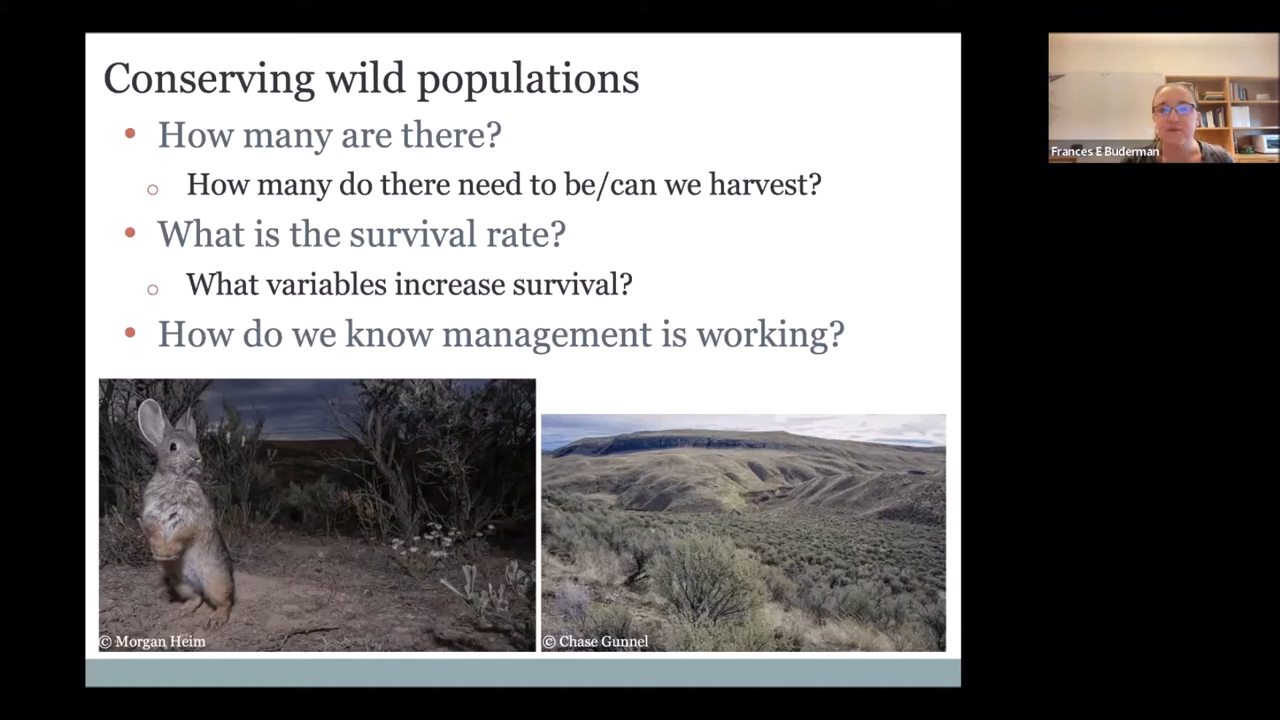 Conserving wild populations
• How many are there?
o How many do there need to be/can we harvest?
• What is the survival rate?
o What variables increase survival?
• How do we know management is working?
© Morgan Heim
© Chase Gunnel
Frances E Buderman